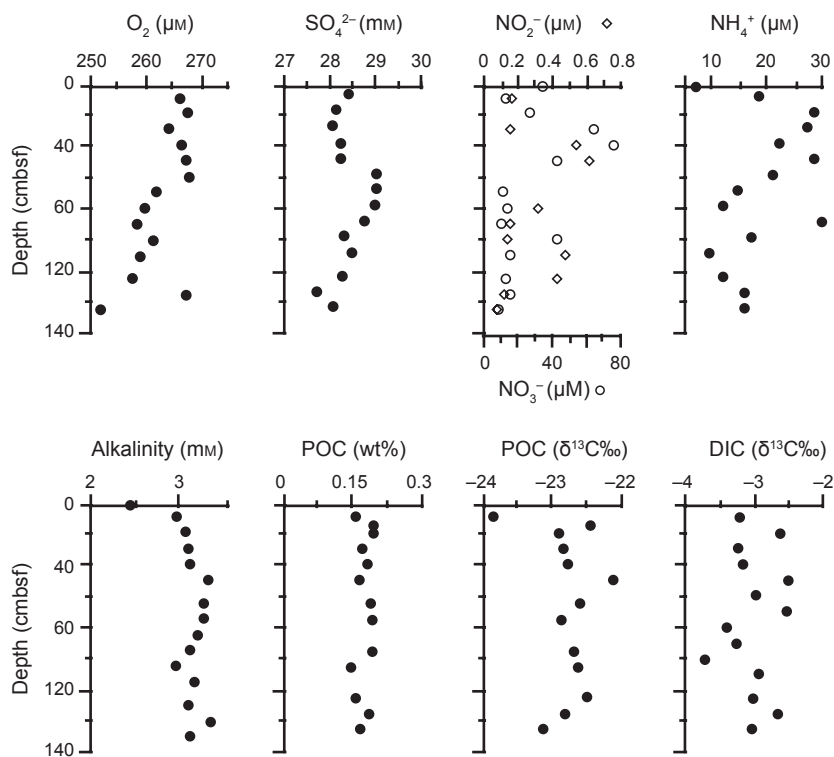 O₂ (µM)
SO₄²⁻ (mM)
NO₂⁻ (µM) ◇
NH₄⁺ (µM)
250 260 270
27 28 29 30
0 0.2 0.4 0.6 0.8
10 20 30
0
40
60
120
140
Depth (cmbsf)
0 40 80
NO₃⁻ (µM) ○
Alkalinity (mM)
POC (wt%)
POC (δ¹³C‰)
DIC (δ¹³C‰)
2 3
0 0.15 0.3
–24 –23 –22
–4 –3 –2
0
40
60
120
140
Depth (cmbsf)